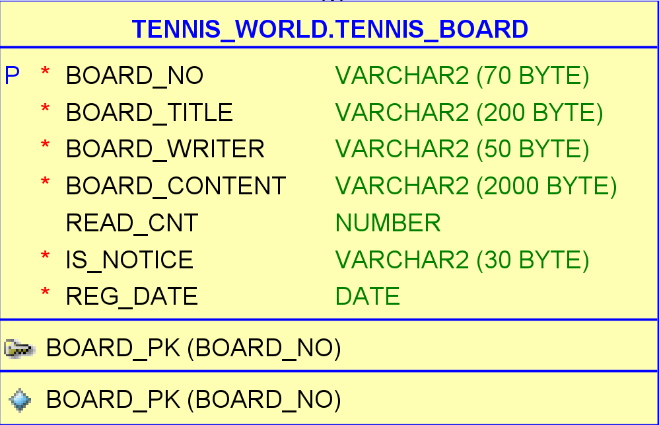 TENNIS_WORLD.TENNIS_BOARD
P * BOARD_NO VARCHAR2 (70 BYTE)
* BOARD_TITLE VARCHAR2 (200 BYTE)
* BOARD_WRITER VARCHAR2 (50 BYTE)
* BOARD_CONTENT VARCHAR2 (2000 BYTE)
READ_CNT NUMBER
* IS_NOTICE VARCHAR2 (30 BYTE)
* REG_DATE DATE
BOARD_PK (BOARD_NO)
BOARD_PK (BOARD_NO)